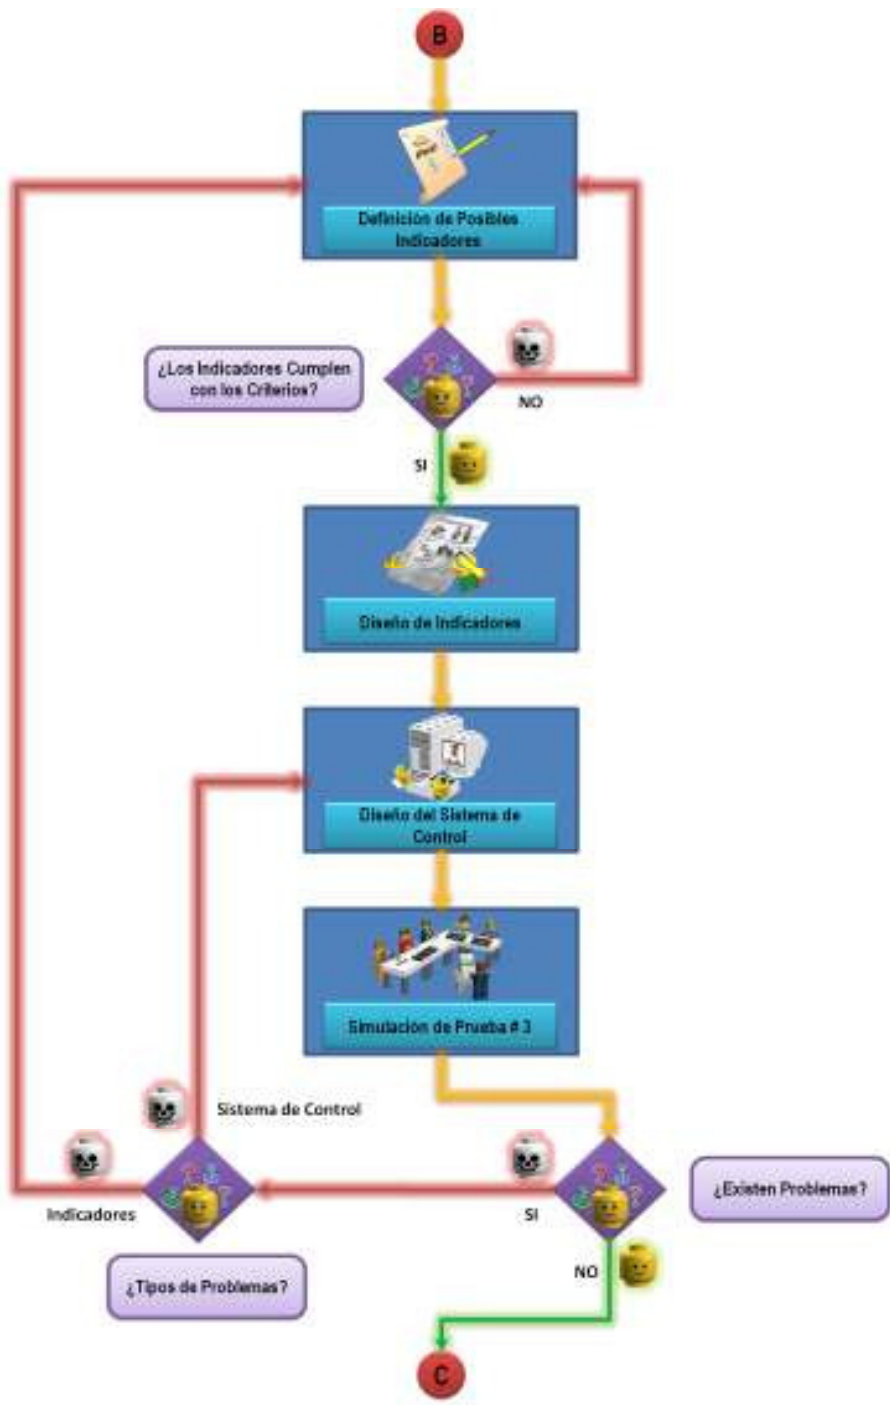 B
Definición de Posibles
Indicadores
¿Los Indicadores Cumplen
con los Criterios?
NO
SI
Diseño de Indicadores
Diseño del Sistema de
Control
Simulación de Prueba # 3
Sistema de Control
Indicadores
SI
¿Existen Problemas?
¿Tipos de Problemas?
NO
C